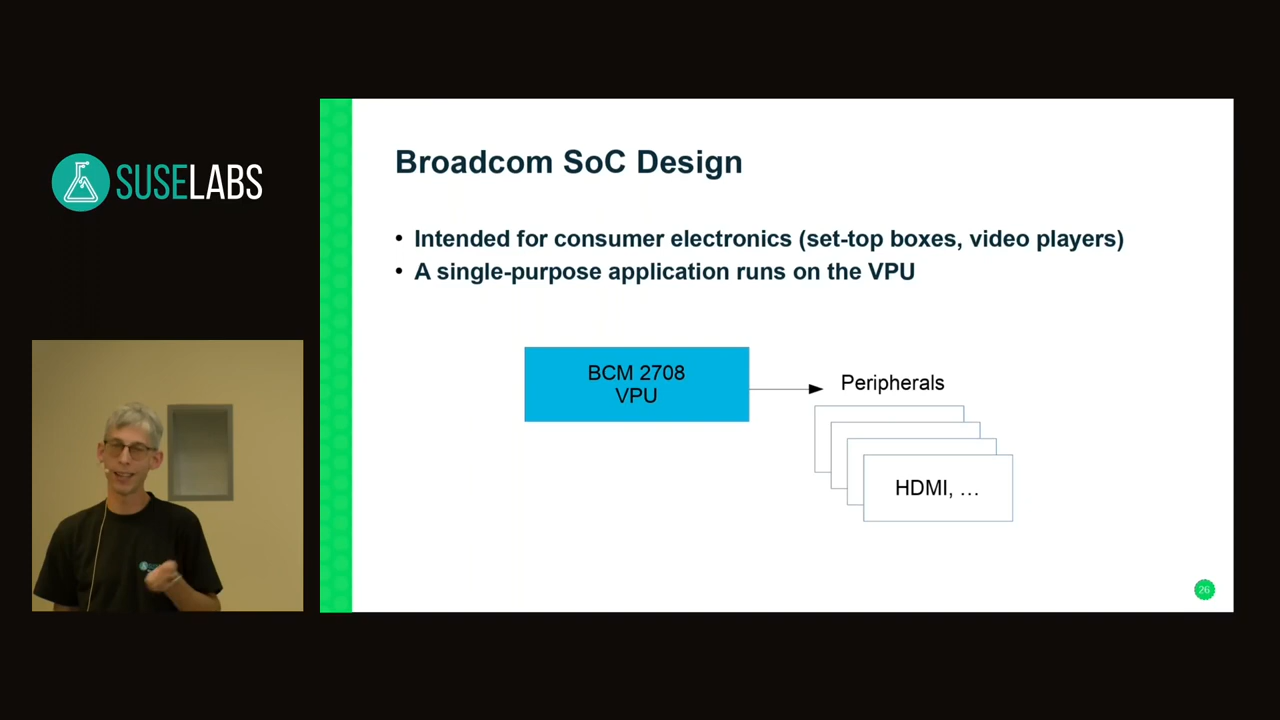 SUSELABS
Broadcom SoC Design
• Intended for consumer electronics (set-top boxes, video players)
• A single-purpose application runs on the VPU
BCM 2708
VPU
Peripherals
HDMI, …
26